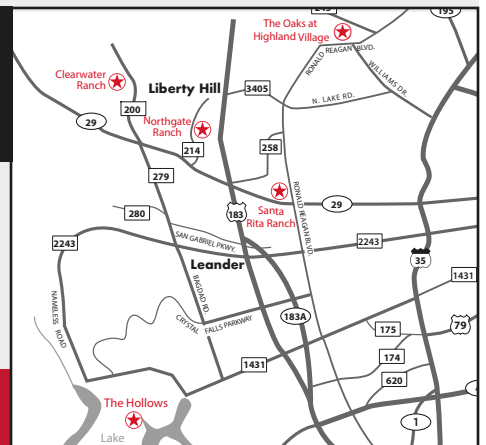 195
The Oaks at
Highland Village
RONALD REAGAN BLVD.
WILLIAMS DR.
Clearwater
Ranch
Liberty Hill
3405
N. LAKE RD.
200
29
Northgate
Ranch
214
258
279
RONALD REAGAN BLVD.
280
183
Santa
Rita Ranch
29
SAN GABRIEL PKWY.
2243
2243
Leander
35
1431
BAGDAD RD.
NAMELESS ROAD
CRYSTAL FALLS PARKWAY
183A
175
79
174
1431
620
The Hollows
Lake
1